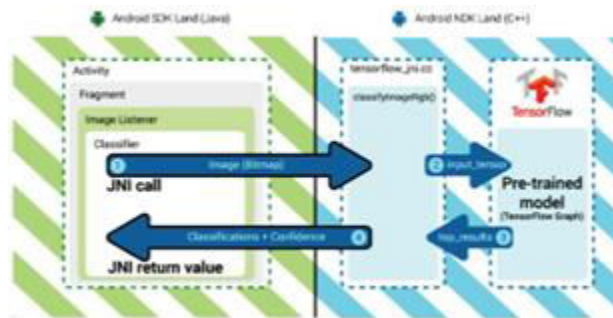 Android SDK Land (Java)
Android NDK Land (C++)
Activity
Fragment
Image Listener
Classifier
1 Image (Bitmap)
JNI call
4 Classifications + Confidence
JNI return value
tensorflow_jni.cc
2 input_tensor
3 top_results
TensorFlow
Pre-trained
model
(TensorFlow Graph)